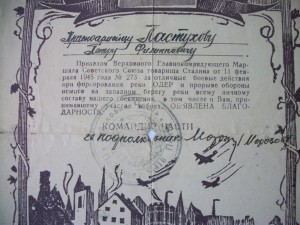 Красноармейцу Пастухову
Петру Филипповичу
Приказом Верховного Главнокомандующего Мар-
шала Советского Союза товарища Сталина от 11 февраля
1945 года № 273 за отличные боевые действия
при форсировании реки ОДЕР и прорыве обороны
немцев на западном берегу реки всему личному
составу нашего соединения, в том числе и Вам, при-
нимавшему участие в боях, ОБЪЯВЛЕНА БЛАГО-
ДАРНОСТЬ.
КОМАНДИР ЧАСТИ
гв. подполковник